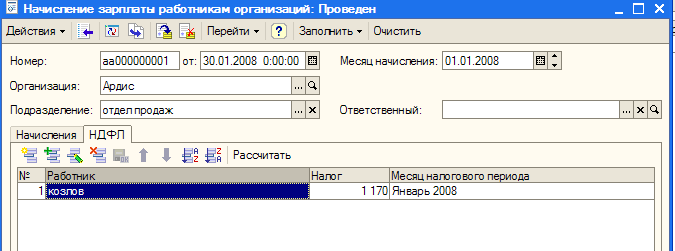 Начисление зарплаты работникам организаций: Проведен
Действия Перейти Заполнить Очистить
Номер: аа000000001 от: 30.01.2008 0:00:00 Месяц начисления: 01.01.2008
Организация: Ардис
Подразделение: отдел продаж Ответственный:
Начисления НДФЛ
Рассчитать
№ Работник Налог Месяц налогового периода
1 козлов 1 170 Январь 2008